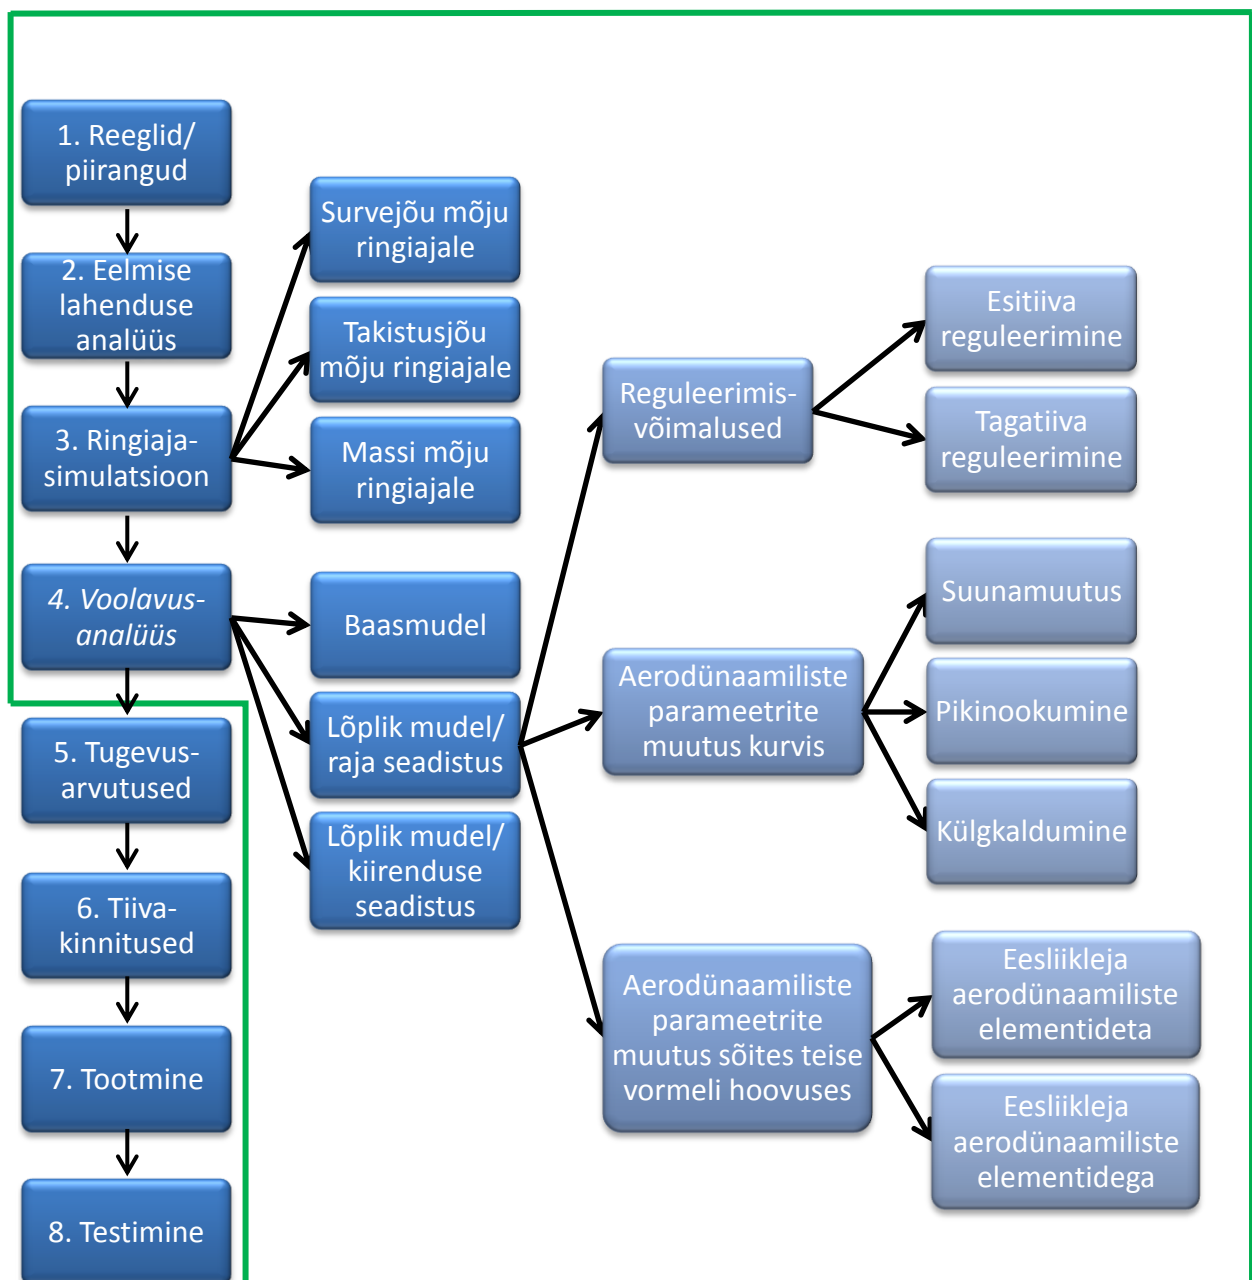 1. Reeglid/
piirangud
2. Eelmise
lahenduse
analüüs
3. Ringiaja-
simulatsioon
4. Voolavus-
analüüs
5. Tugevus-
arvutused
6. Tiiva-
kinnitused
7. Tootmine
8. Testimine
Survejõu mõju
ringiajale
Takistusjõu
mõju ringiajale
Massi mõju
ringiajale
Baasmudel
Lõplik mudel/
raja seadistus
Lõplik mudel/
kiirenduse
seadistus
Reguleerimis-
võimalused
Aerodünaamiliste
parameetrite
muutus kurvis
Aerodünaamiliste
parameetrite
muutus sõites teise
vormeli hoovuses
Esitiiva
reguleerimine
Tagatiiva
reguleerimine
Suunamuutus
Pikinookumine
Külgkaldumine
Eesliikleja
aerodünaamiliste
elementideta
Eesliikleja
aerodünaamiliste
elementidega